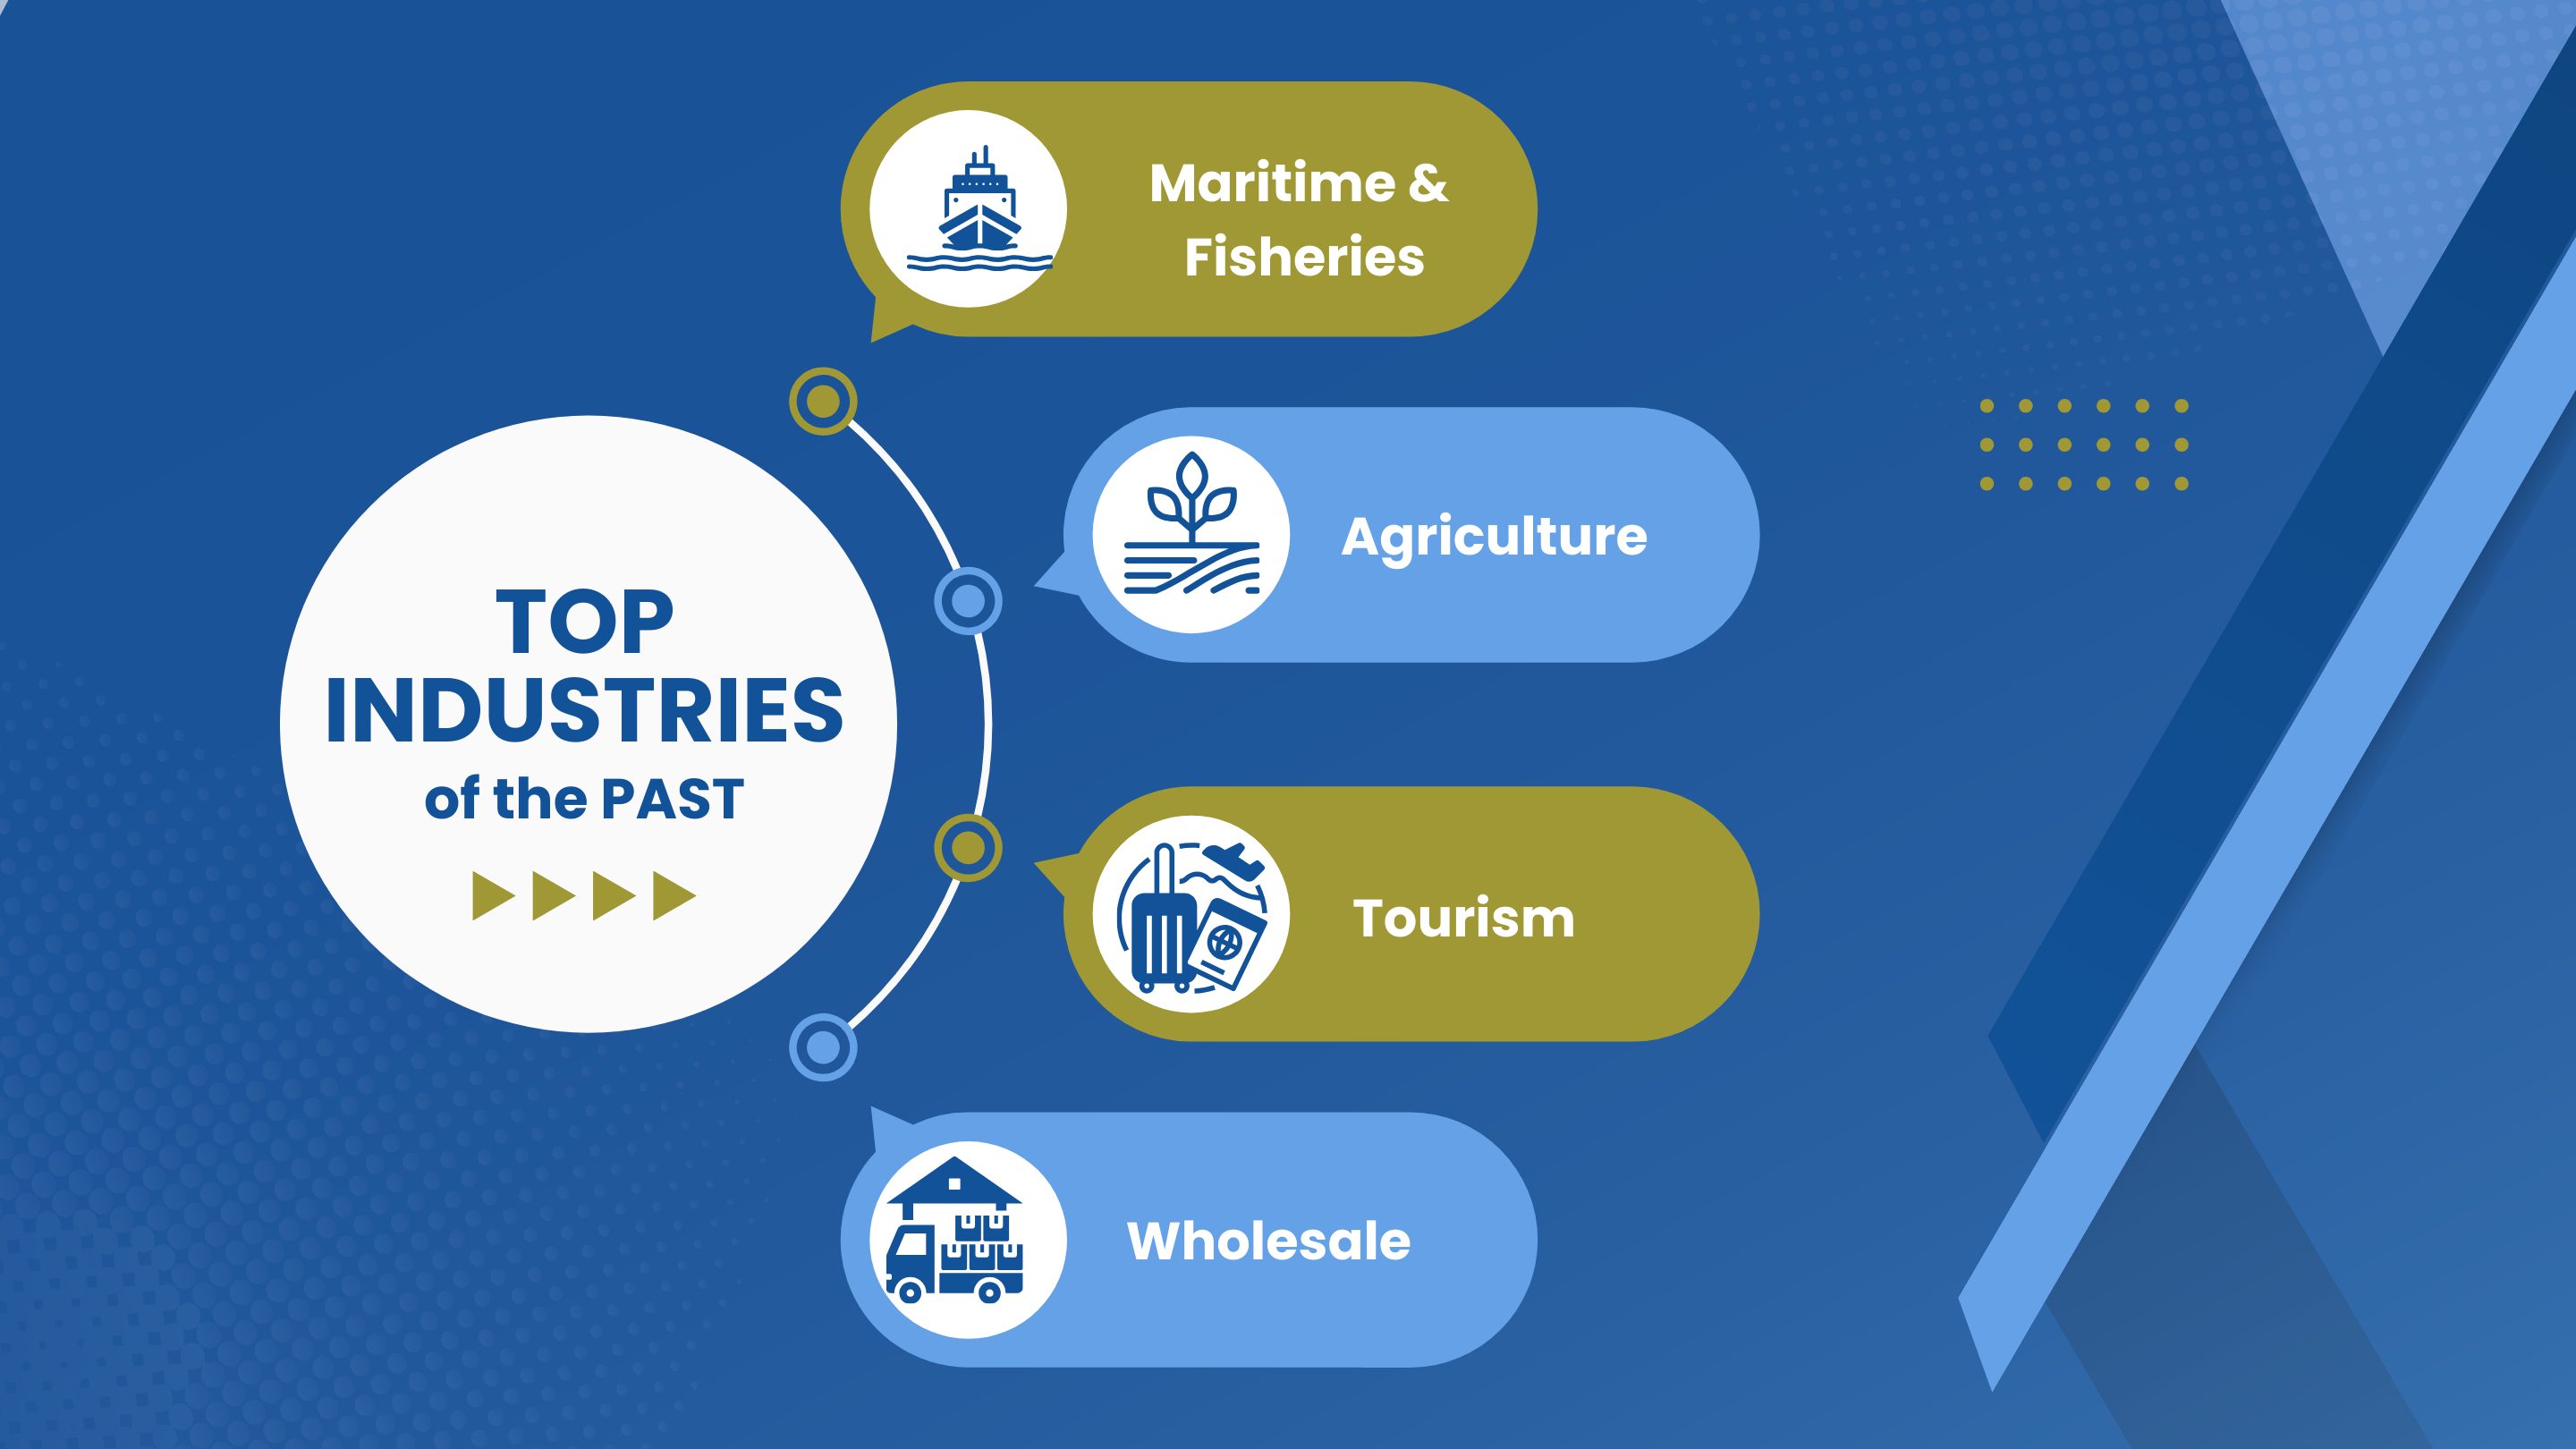 TOP
INDUSTRIES
of the PAST
Maritime &
Fisheries
Agriculture
Tourism
Wholesale